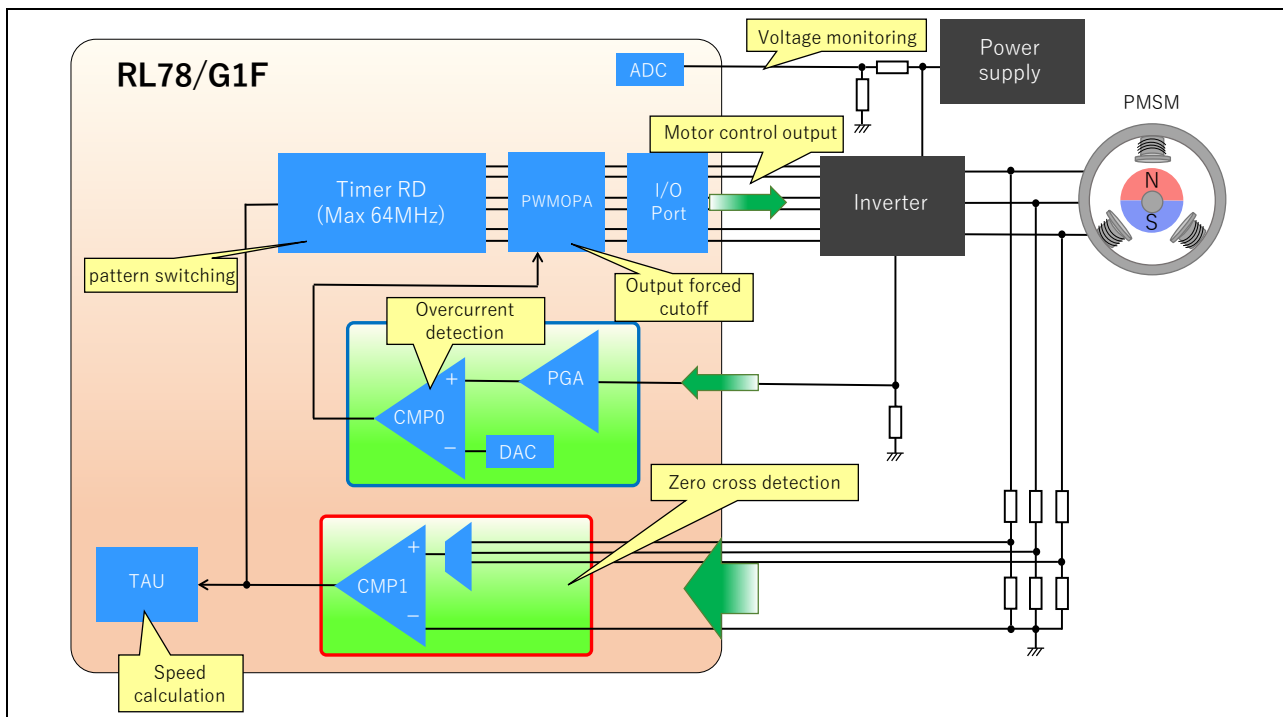 RL78/G1F
ADC
Voltage monitoring
Power
supply
PMSM
Motor control output
Timer RD
(Max 64MHz)
PWMOPA
I/O
Port
Inverter
N
S
pattern switching
Output forced
cutoff
Overcurrent
detection
+
PGA
CMP0
−
DAC
Zero cross detection
+
CMP1
−
TAU
Speed
calculation